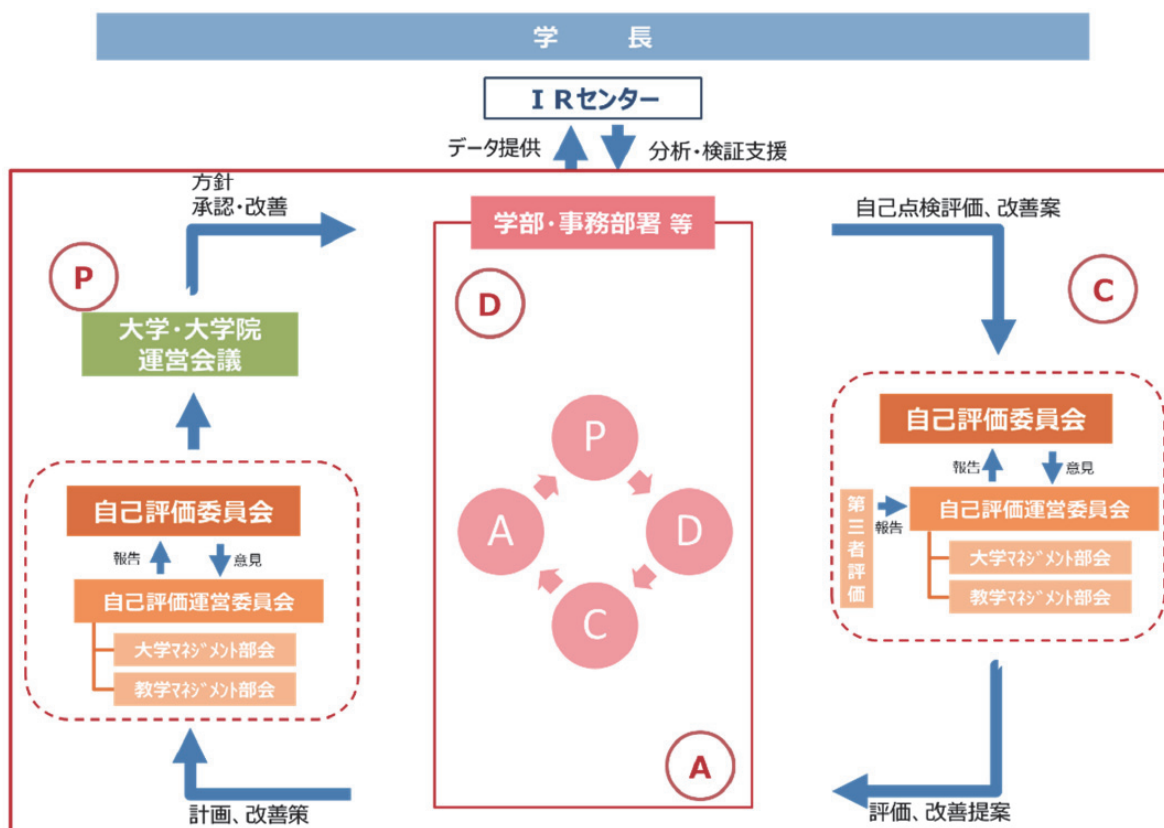 学　　長
ＩＲセンター
データ提供
分析・検証支援
方針
承認・改善
学部・事務部署 等
自己点検評価、改善案
P
D
C
大学・大学院
運営会議
P
A
D
C
自己評価委員会
報告
意見
自己評価運営委員会
大学ﾏﾈｼﾞﾒﾝﾄ部会
教学ﾏﾈｼﾞﾒﾝﾄ部会
自己評価委員会
報告
意見
第三者評価
報告
自己評価運営委員会
大学ﾏﾈｼﾞﾒﾝﾄ部会
教学ﾏﾈｼﾞﾒﾝﾄ部会
A
計画、改善策
評価、改善提案